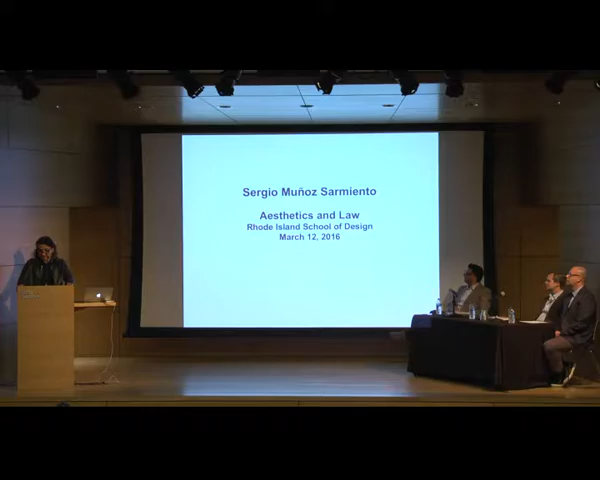 Sergio Muñoz Sarmiento
Aesthetics and Law
Rhode Island School of Design
March 12, 2016